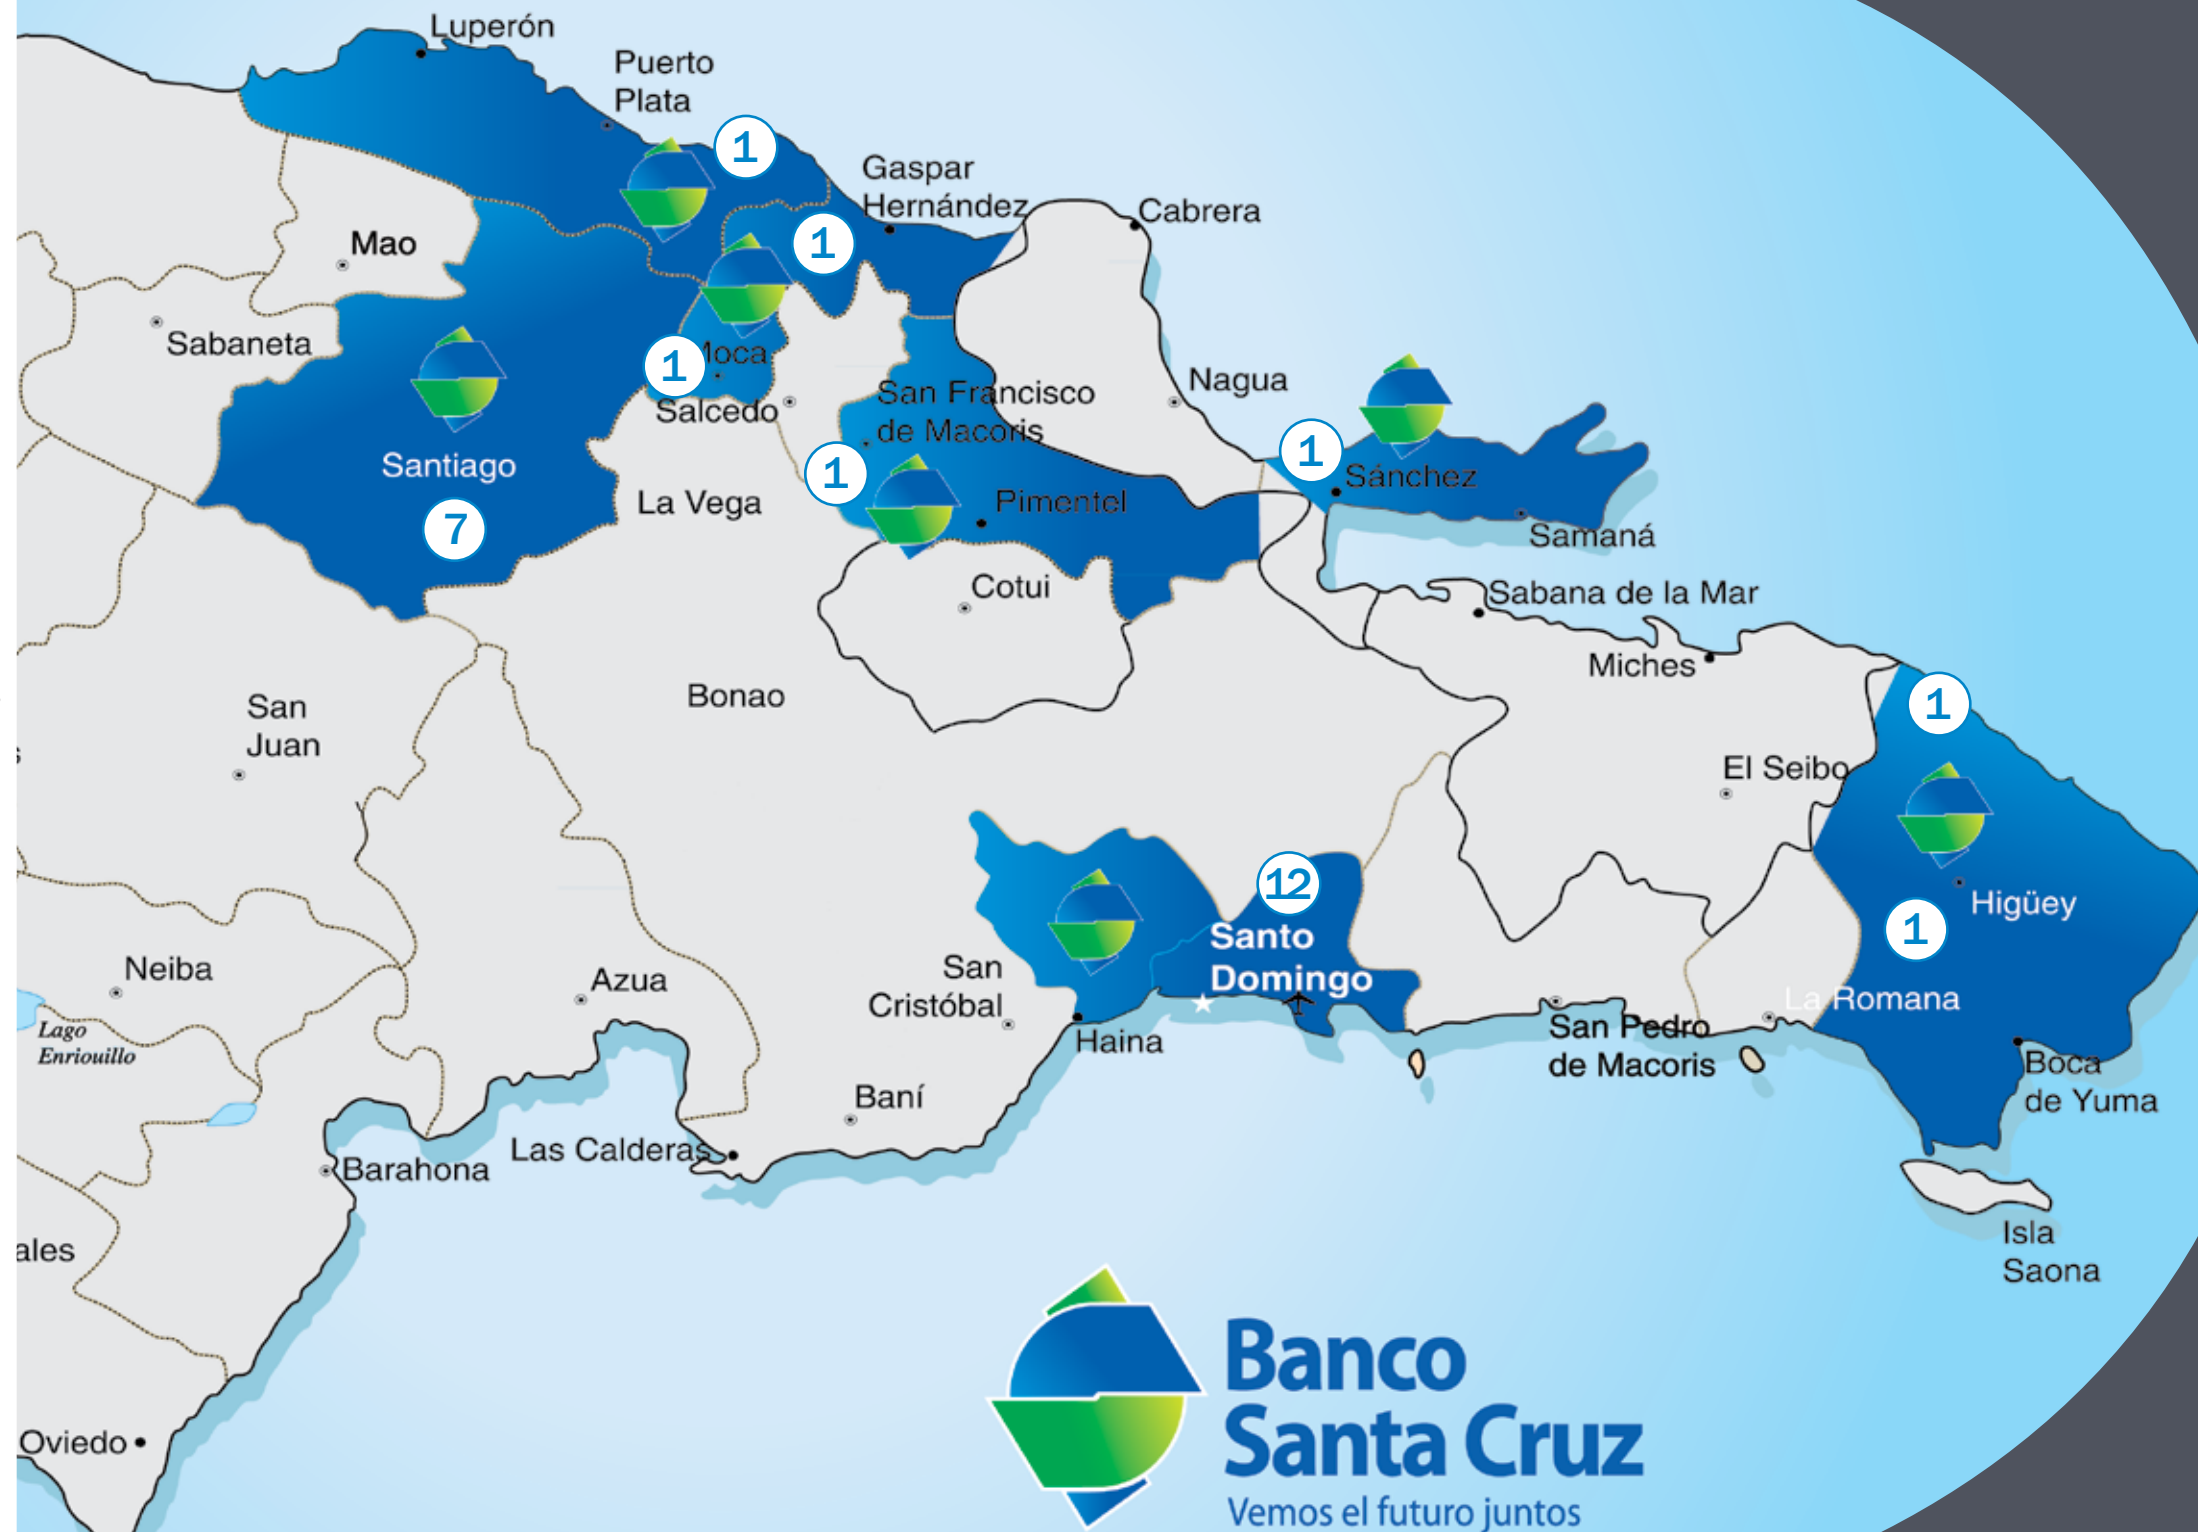 Luperón
Puerto
Plata
1
Gaspar
Hernández
Cabrera
1
Mao
Sabaneta
1
Moca
Salcedo
San Francisco
de Macoris
Nagua
Santiago
7
La Vega
1
Pimentel
1
Sánchez
Samaná
Cotui
Sabana de la Mar
Miches
San
Juan
Bonao
1
El Seibo
Higüey
1
12
Santo
Domingo
San
Cristóbal
Neiba
Azua
La Romana
Lago
Enriouillo
Haina
San Pedro
de Macoris
Boca
de Yuma
Baní
Las Calderas
Barahona
Isla
Saona
ales
Oviedo
Banco
Santa Cruz
Vemos el futuro juntos